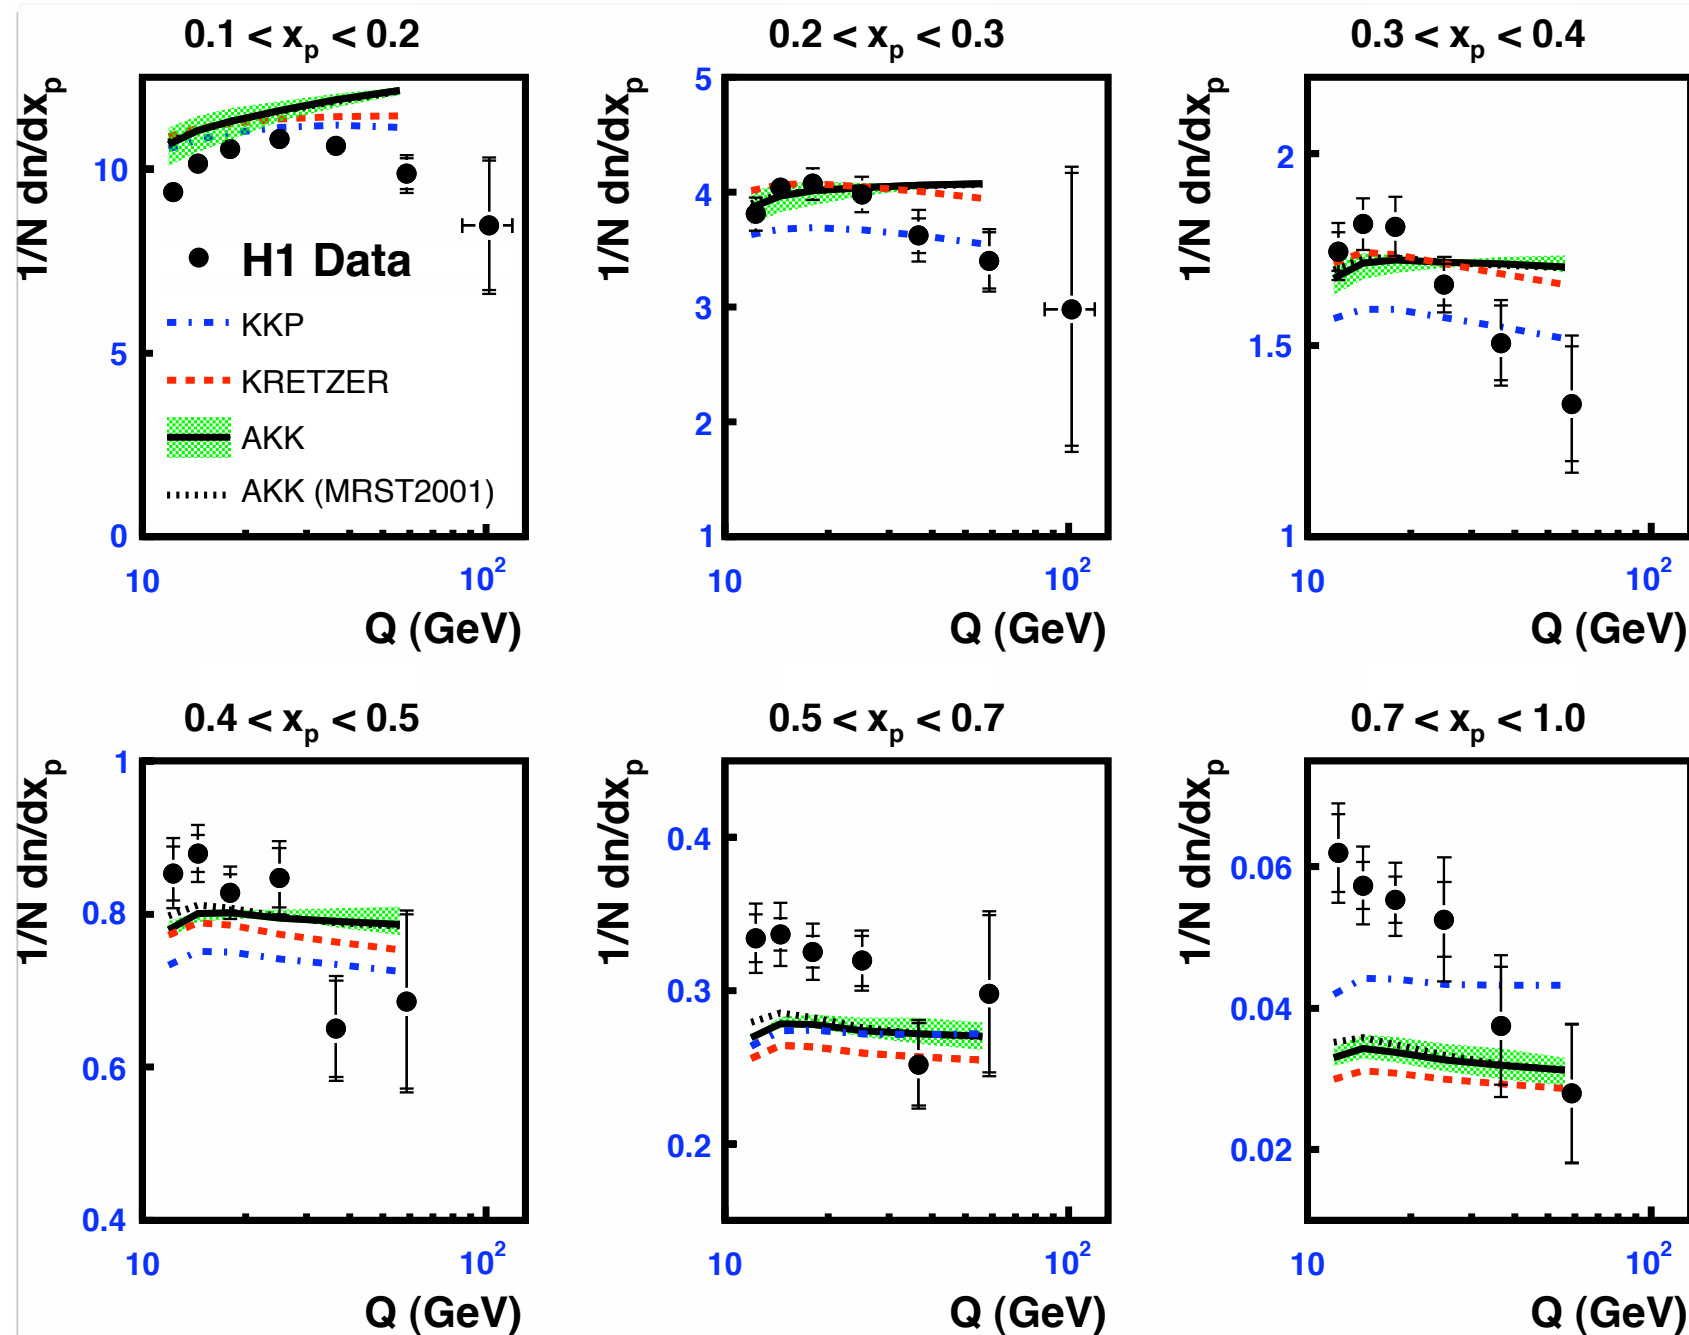 0.1 < x_p < 0.2
1/N dn/dx_p
10
5
0
H1 Data
KKP
KRETZER
AKK
AKK (MRST2001)
10
10^2
Q (GeV)
0.2 < x_p < 0.3
1/N dn/dx_p
5
4
3
2
1
10
10^2
Q (GeV)
0.3 < x_p < 0.4
1/N dn/dx_p
2
1.5
1
10
10^2
Q (GeV)
0.4 < x_p < 0.5
1/N dn/dx_p
1
0.8
0.6
0.4
10
10^2
Q (GeV)
0.5 < x_p < 0.7
1/N dn/dx_p
0.4
0.3
0.2
10
10^2
Q (GeV)
0.7 < x_p < 1.0
1/N dn/dx_p
0.06
0.04
0.02
10
10^2
Q (GeV)